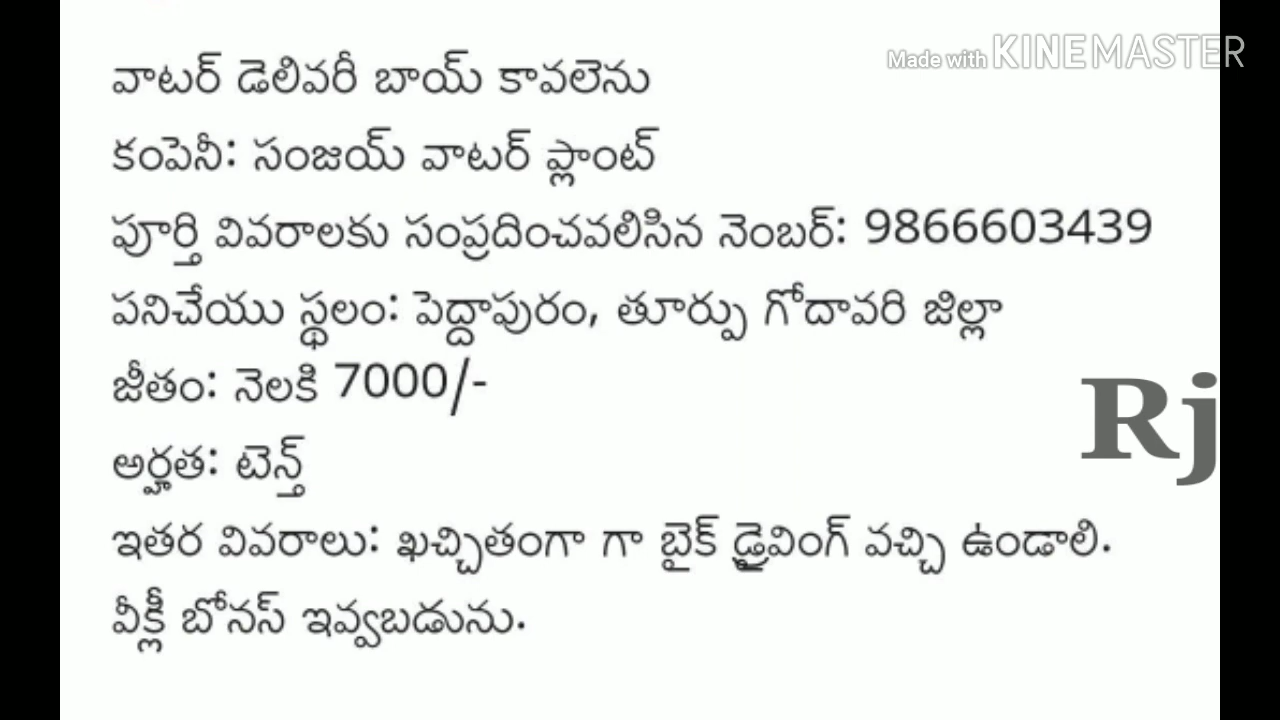 Made with KINEMASTER
వాటర్ డెలివరీ బాయ్ కావలెను
కంపెనీ: సంజయ్ వాటర్ ప్లాంట్
పూర్తి వివరాలకు సంప్రదించవలిసిన నెంబర్: 9866603439
పనిచేయు స్థలం: పెద్దాపురం, తూర్పు గోదావరి జిల్లా
జీతం: నెలకి 7000/-
Rj
అర్హత: టెన్త్
ఇతర వివరాలు: ఖచ్చితంగా గా బైక్ డ్రైవింగ్ వచ్చి ఉండాలి.
వీక్లీ బోనస్ ఇవ్వబడును.